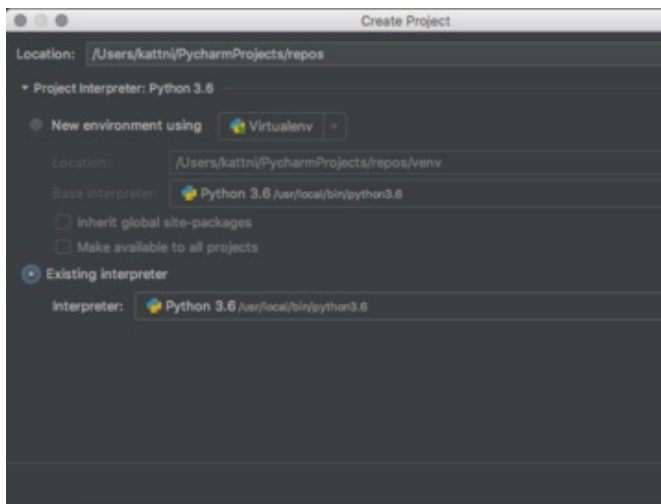 Create Project
Location: /Users/kattni/PycharmProjects/repos
Project Interpreter: Python 3.6
New environment using Virtualenv
Location: /Users/kattni/PycharmProjects/repos/venv
Base interpreter: Python 3.6 /usr/local/bin/python3.6
Inherit global site-packages
Make available to all projects
Existing interpreter
Interpreter: Python 3.6 /usr/local/bin/python3.6